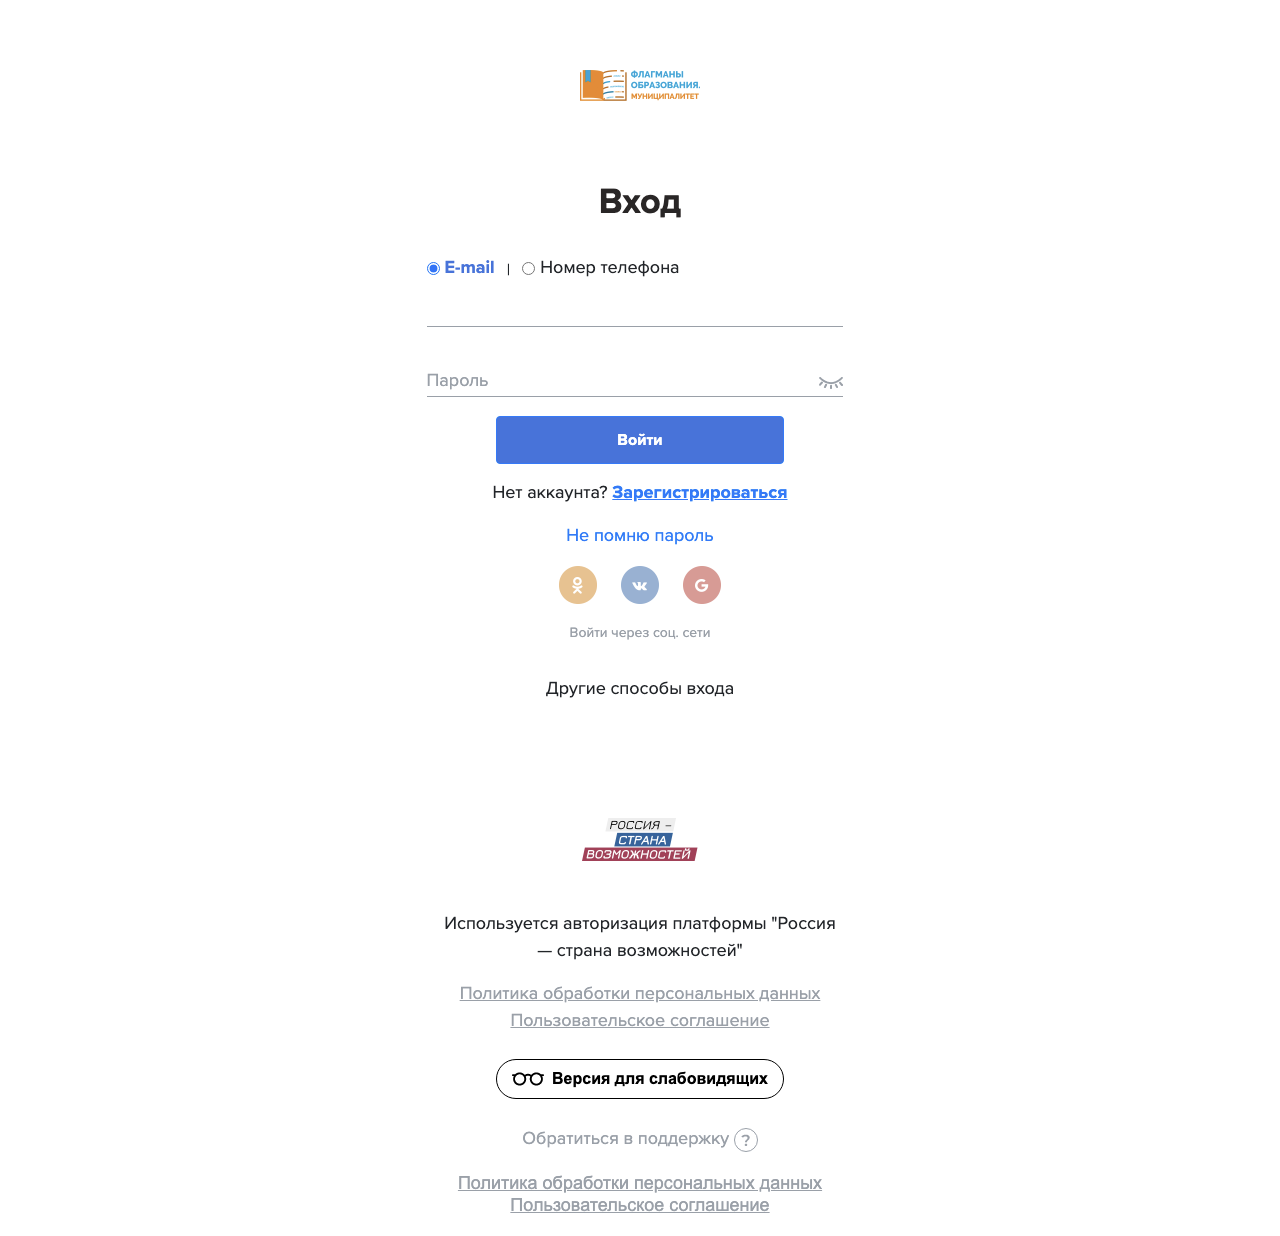 ФЛАГМАНЫ
ОБРАЗОВАНИЯ.
МУНИЦИПАЛИТЕТ
Вход
E-mail | Номер телефона
Пароль
Войти
Нет аккаунта? Зарегистрироваться
Не помню пароль
Войти через соц. сети
Другие способы входа
РОССИЯ –
СТРАНА
ВОЗМОЖНОСТЕЙ
Используется авторизация платформы "Россия
— страна возможностей"
Политика обработки персональных данных
Пользовательское соглашение
Версия для слабовидящих
Обратиться в поддержку ?
Политика обработки персональных данных
Пользовательское соглашение